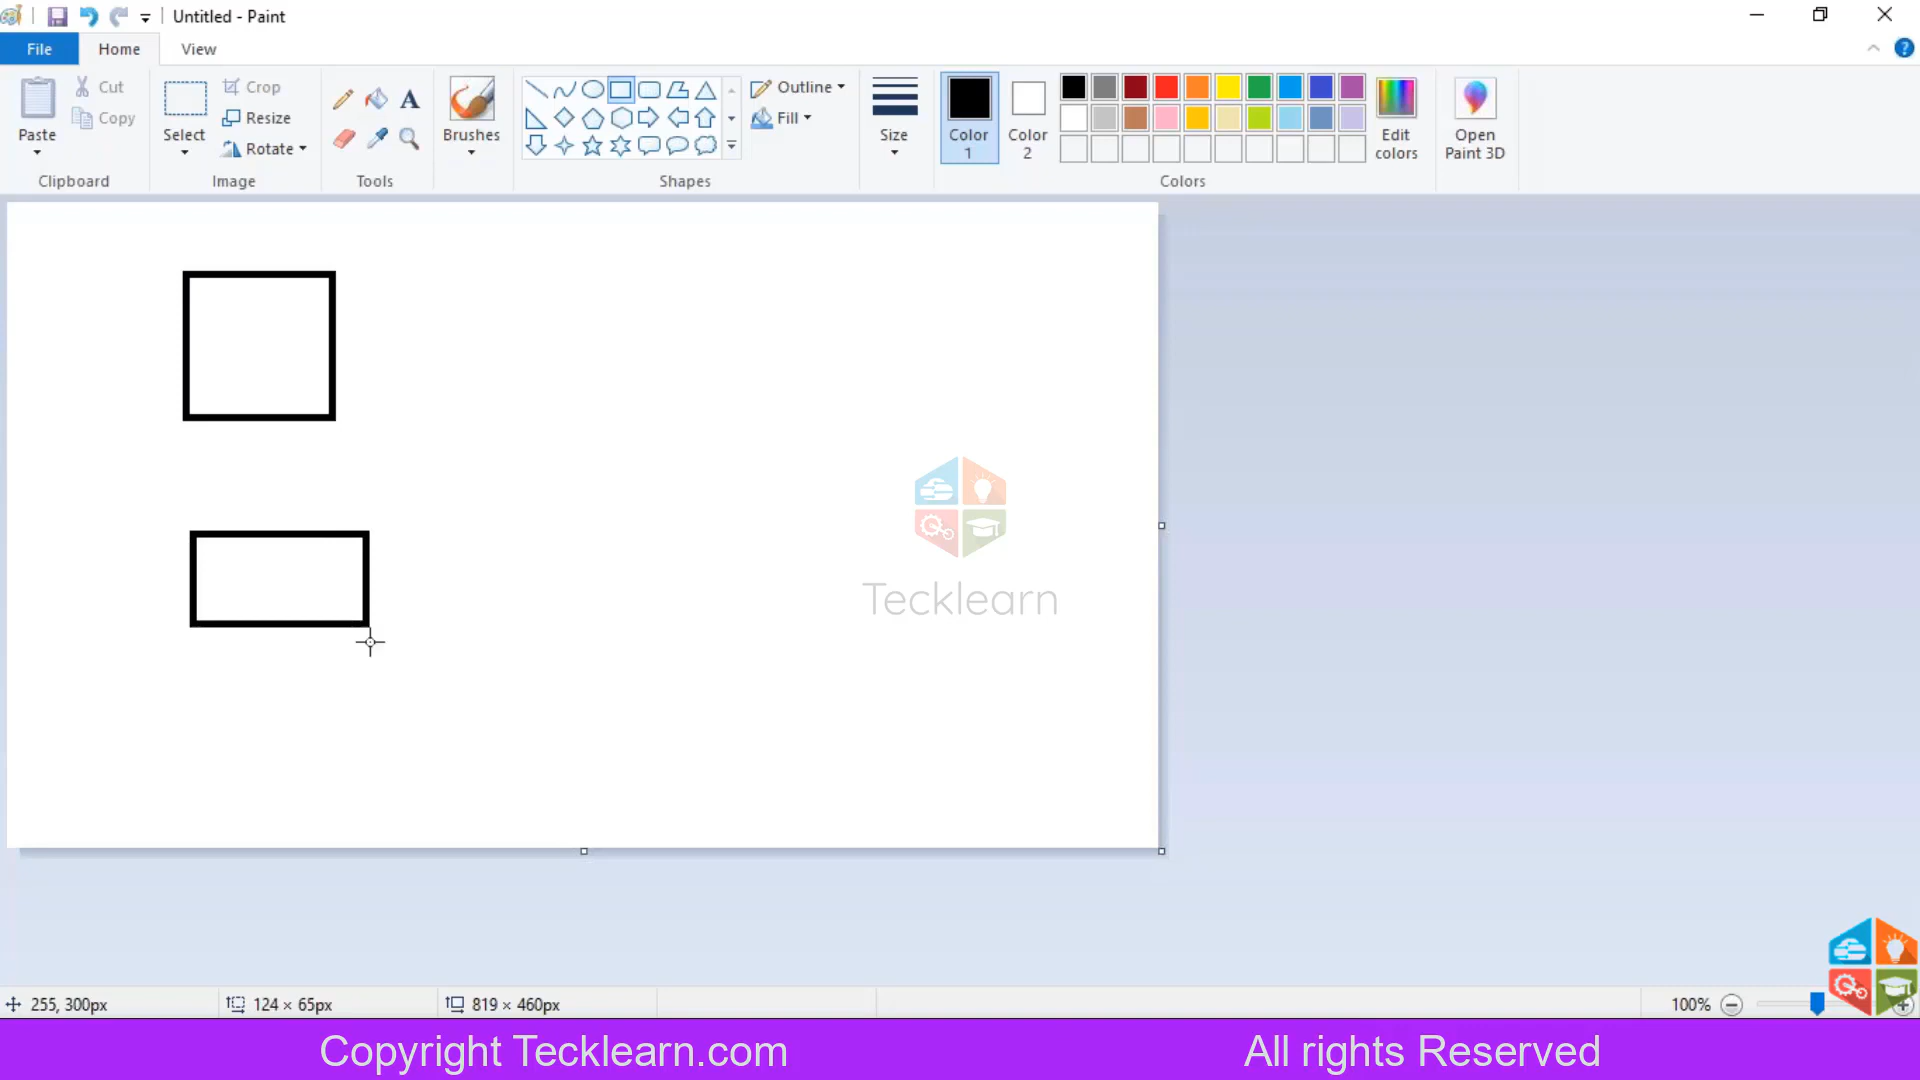 Untitled - Paint
File Home View
Paste
Cut
Copy
Clipboard
Select
Crop
Resize
Rotate
Image
A
Tools
Brushes
Shapes
Outline
Fill
Size
Color 1
Color 2
Colors
Edit colors
Open Paint 3D
?
Tecklearn
255, 300px
124 × 65px
819 × 460px
100%
Copyright Tecklearn.com
All rights Reserved